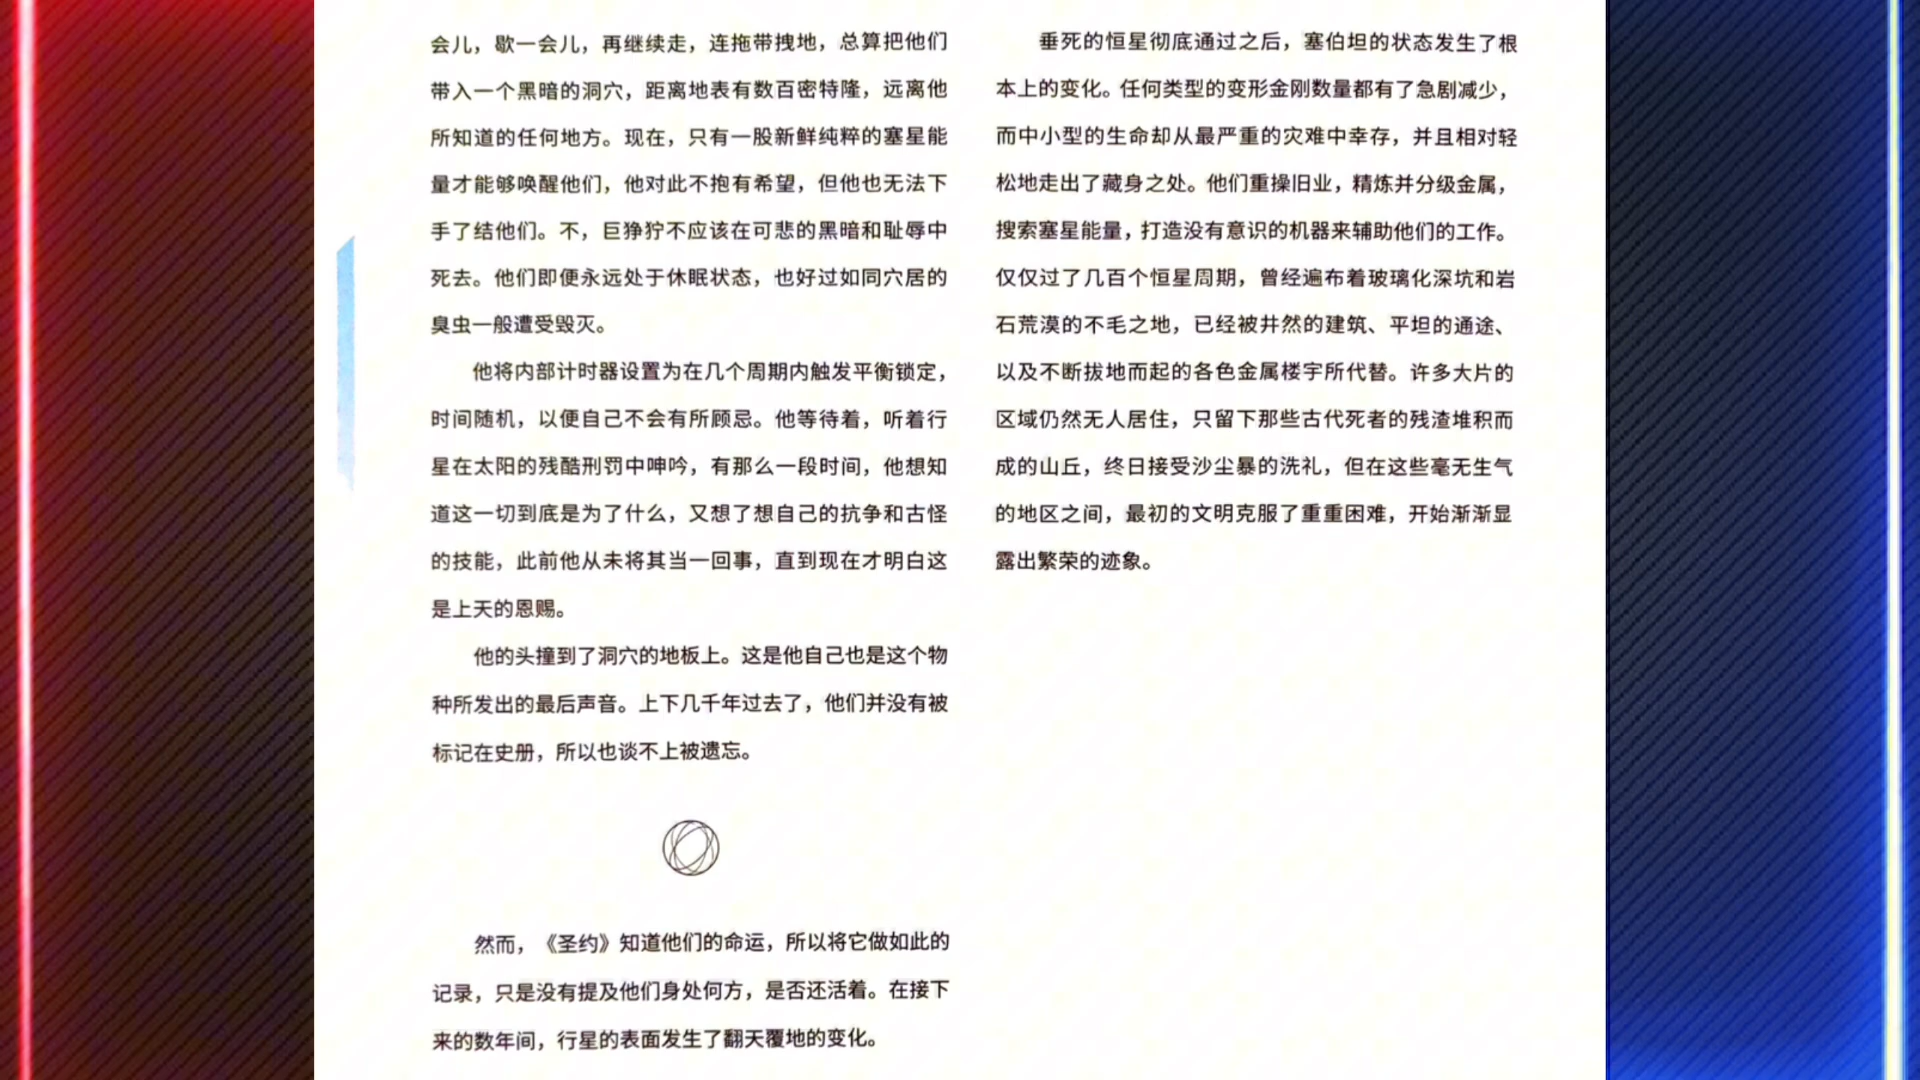 会儿，歇一会儿，再继续走，连拖带拽地，总算把他们
带入一个黑暗的洞穴，距离地表有数百密特隆，远离他
所知道的任何地方。现在，只有一股新鲜纯粹的塞星能
量才能够唤醒他们，他对此不抱有希望，但他也无法下
手了结他们。不，巨狰狞不应该在可悲的黑暗和耻辱中
死去。他们即便永远处于休眠状态，也好过如同穴居的
臭虫一般遭受毁灭。
他将内部计时器设置为在几个周期内触发平衡锁定，
时间随机，以便自己不会有所顾忌。他等待着，听着行
星在太阳的残酷刑罚中呻吟，有那么一段时间，他想知
道这一切到底是为了什么，又想了想自己的抗争和古怪
的技能，此前他从未将其当一回事，直到现在才明白这
是上天的恩赐。
他的头撞到了洞穴的地板上。这是他自己也是这个物
种所发出的最后声音。上下几千年过去了，他们并没有被
标记在史册，所以也谈不上被遗忘。
然而，《圣约》知道他们的命运，所以将它做如此的
记录，只是没有提及他们身处何方，是否还活着。在接下
来的数年间，行星的表面发生了翻天覆地的变化。
垂死的恒星彻底通过之后，塞伯坦的状态发生了根
本上的变化。任何类型的变形金刚数量都有了急剧减少，
而中小型的生命却从最严重的灾难中幸存，并且相对轻
松地走出了藏身之处。他们重操旧业，精炼并分级金属，
搜索塞星能量，打造没有意识的机器来辅助他们的工作。
仅仅过了几百个恒星周期，曾经遍布着玻璃化深坑和岩
石荒漠的不毛之地，已经被井然的建筑、平坦的通途、
以及不断拔地而起的各色金属楼宇所代替。许多大片的
区域仍然无人居住，只留下那些古代死者的残渣堆积而
成的山丘，终日接受沙尘暴的洗礼，但在这些毫无生气
的地区之间，最初的文明克服了重重困难，开始渐渐显
露出繁荣的迹象。